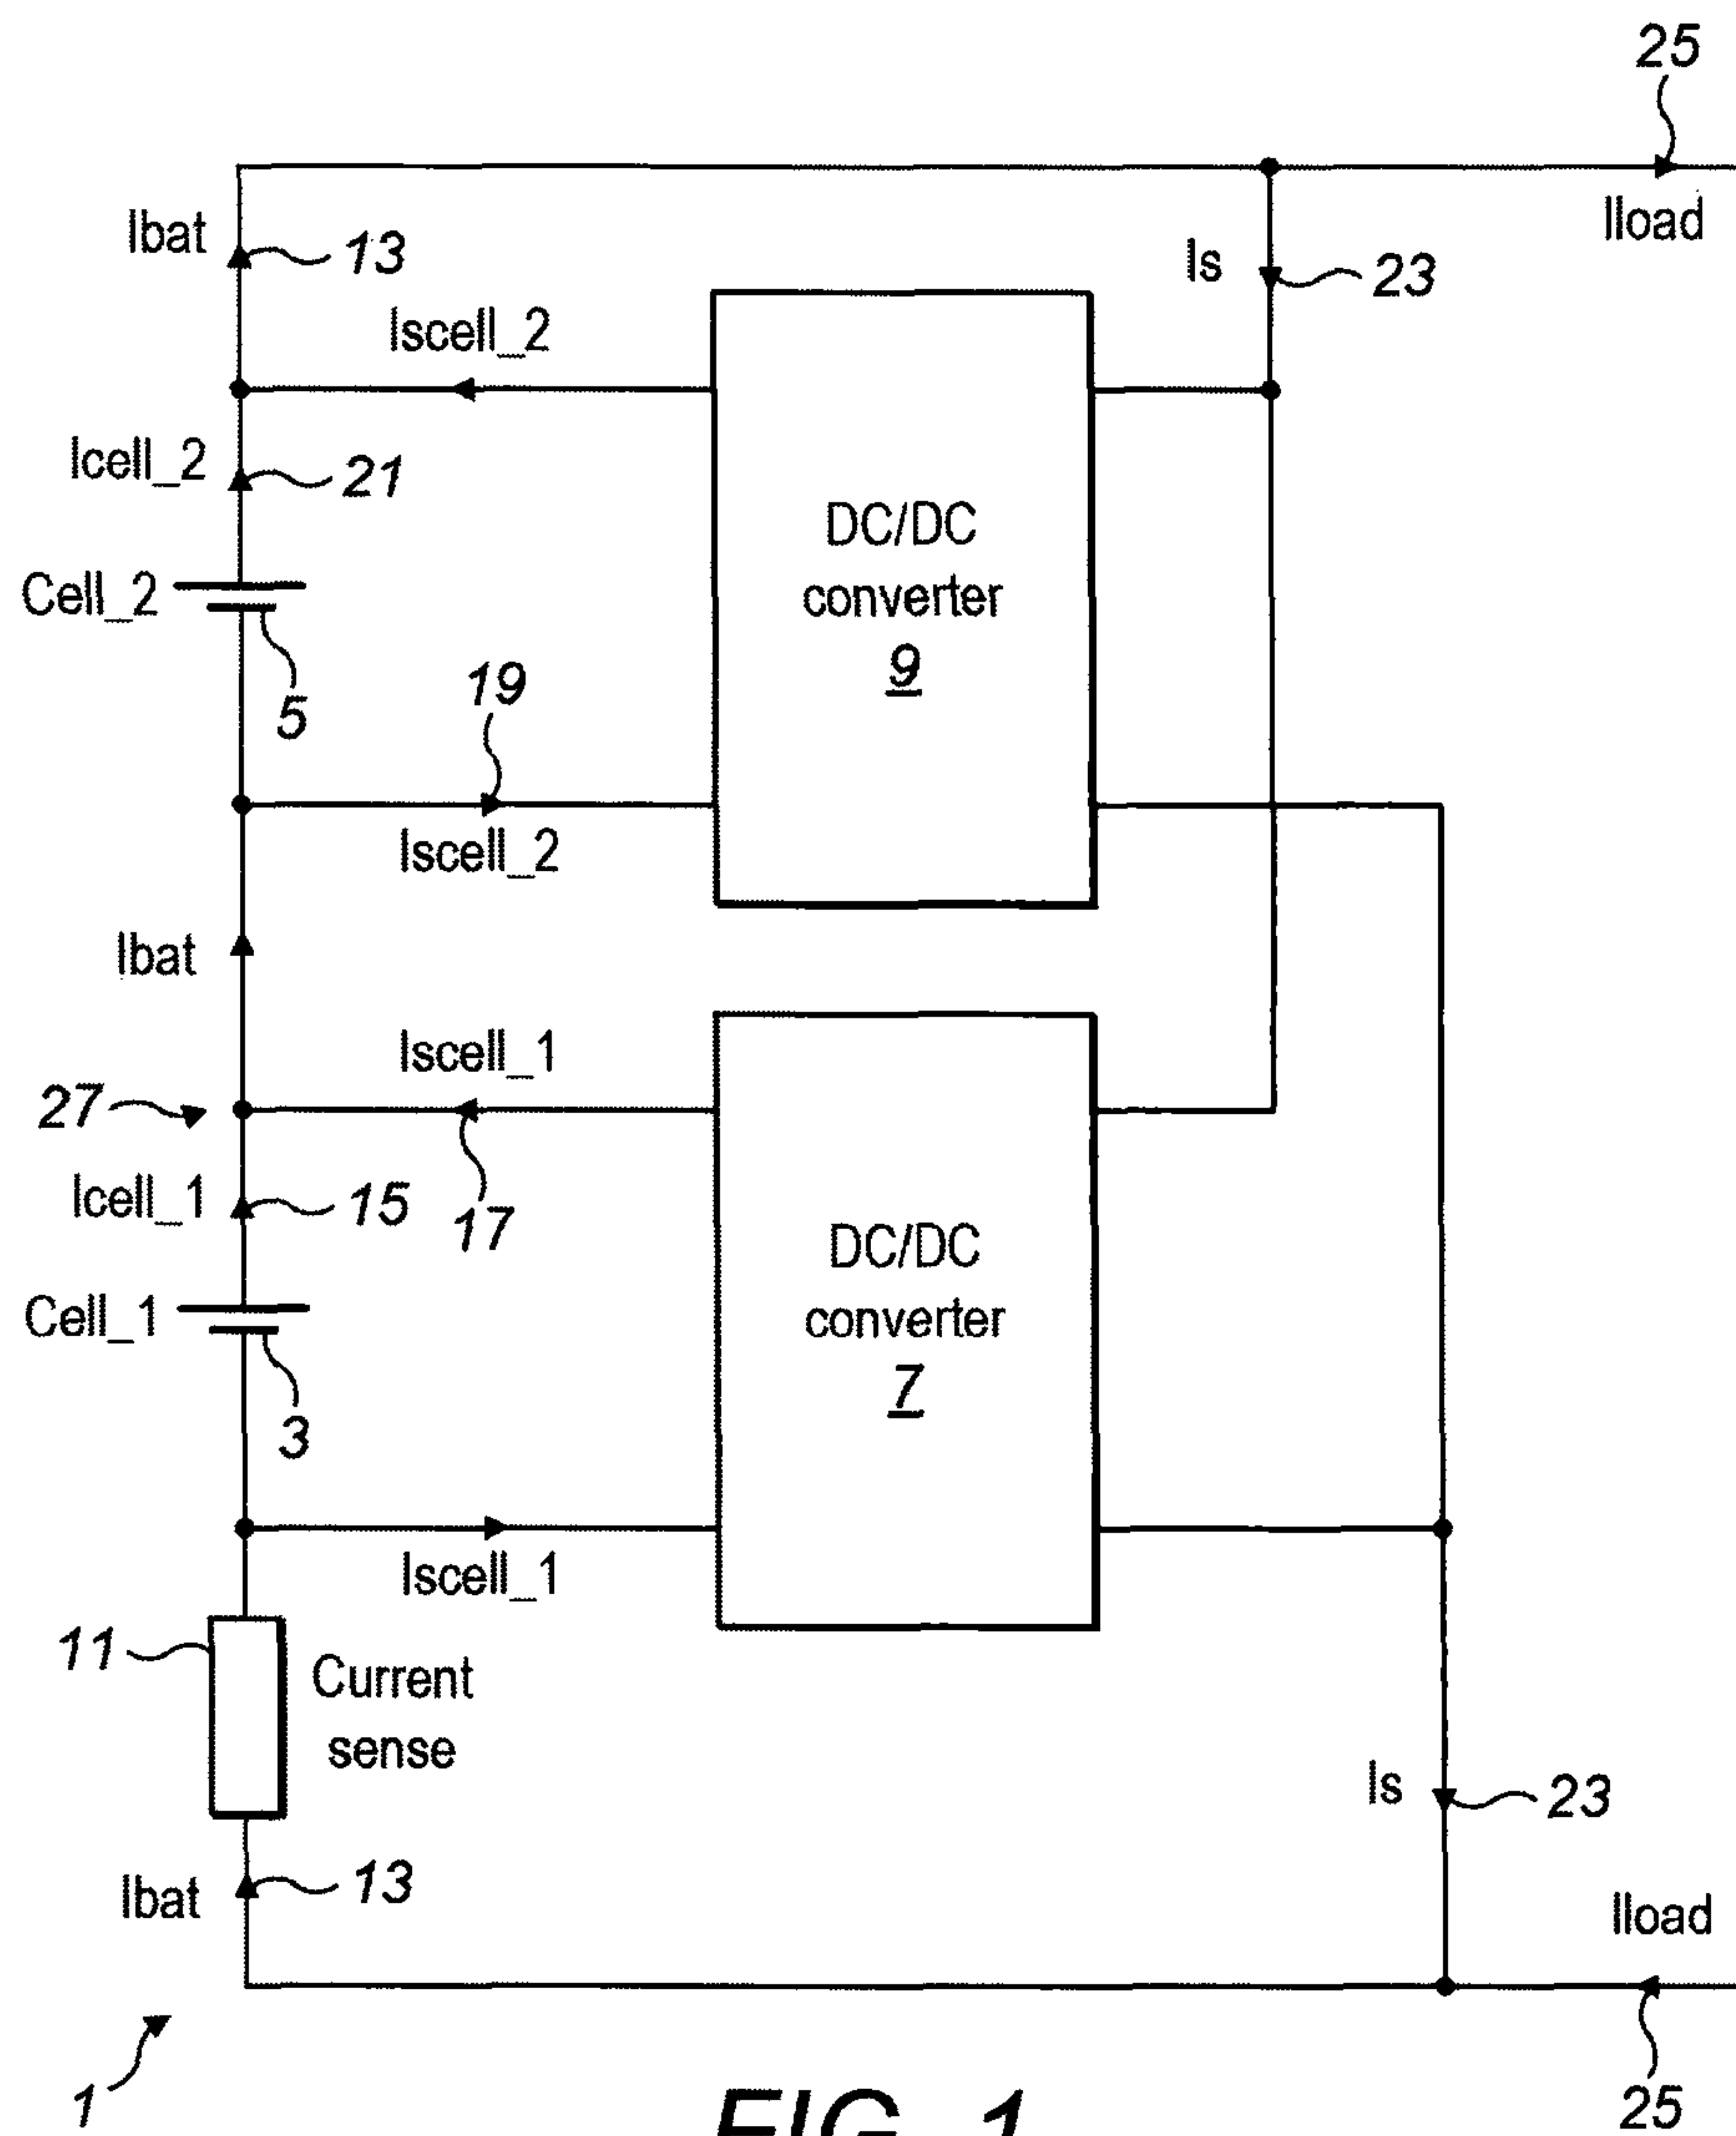 25
Ibat
13
Is
23
Iload
Iscell_2
Icell_2
21
DC/DC
converter
9
Cell_2
5
19
Iscell_2
Ibat
Iscell_1
27
17
Icell_1
15
DC/DC
converter
7
Cell_1
3
Iscell_1
11
Current
sense
Is
23
Ibat
13
Iload
1
25
FIG. 1